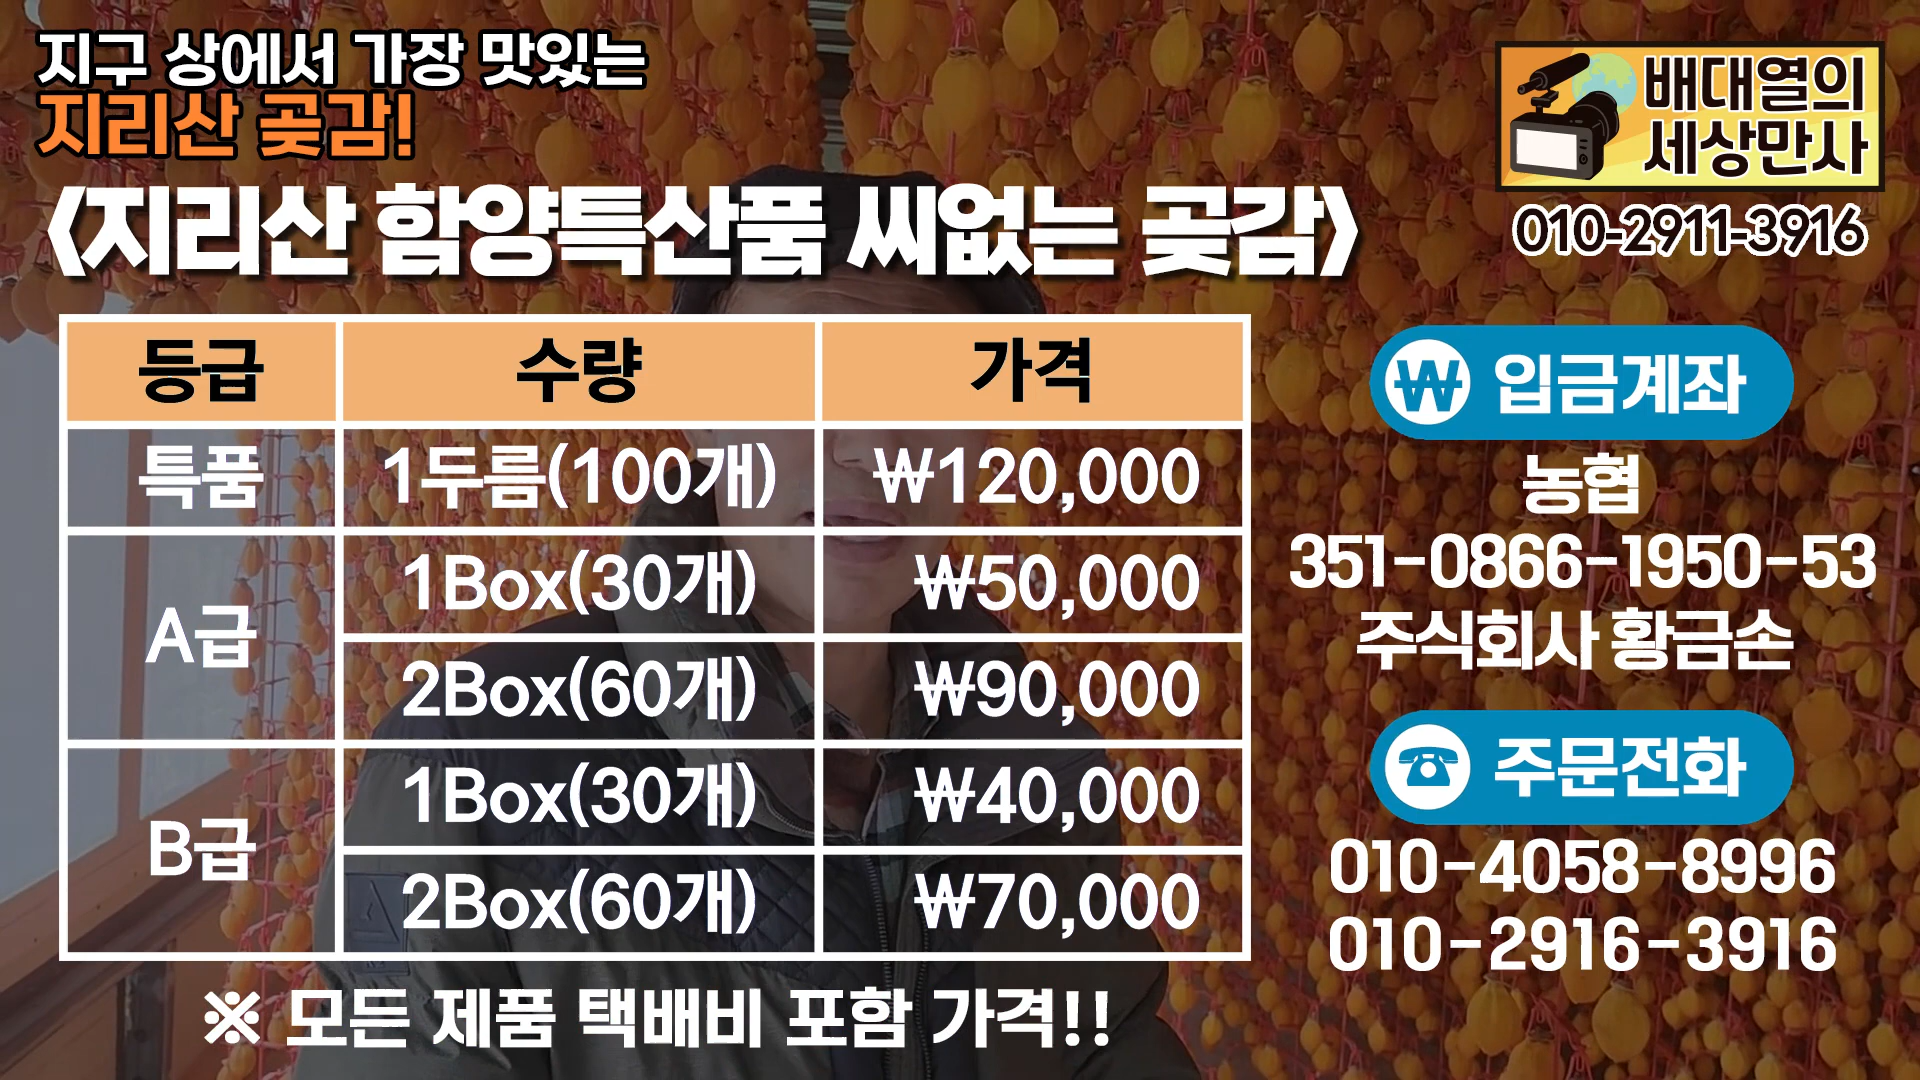 지구 상에서 가장 맛있는
지리산 곶감!
<지리산 함양특산품 씨없는 곶감>
배대열의
세상만사
010-2911-3916
등급 수량 가격
특품 1두름(100개) ₩120,000
A급 1Box(30개) ₩50,000
2Box(60개) ₩90,000
B급 1Box(30개) ₩40,000
2Box(60개) ₩70,000
※ 모든 제품 택배비 포함 가격!!
₩ 입금계좌
농협
351-0866-1950-53
주식회사 황금손
주문전화
010-4058-8996
010-2916-3916